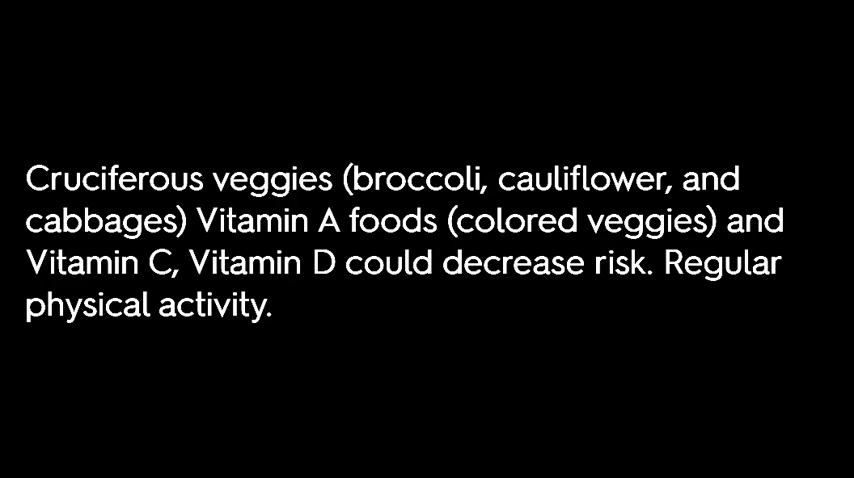 Cruciferous veggies (broccoli, cauliflower, and
cabbages) Vitamin A foods (colored veggies) and
Vitamin C, Vitamin D could decrease risk. Regular
physical activity.